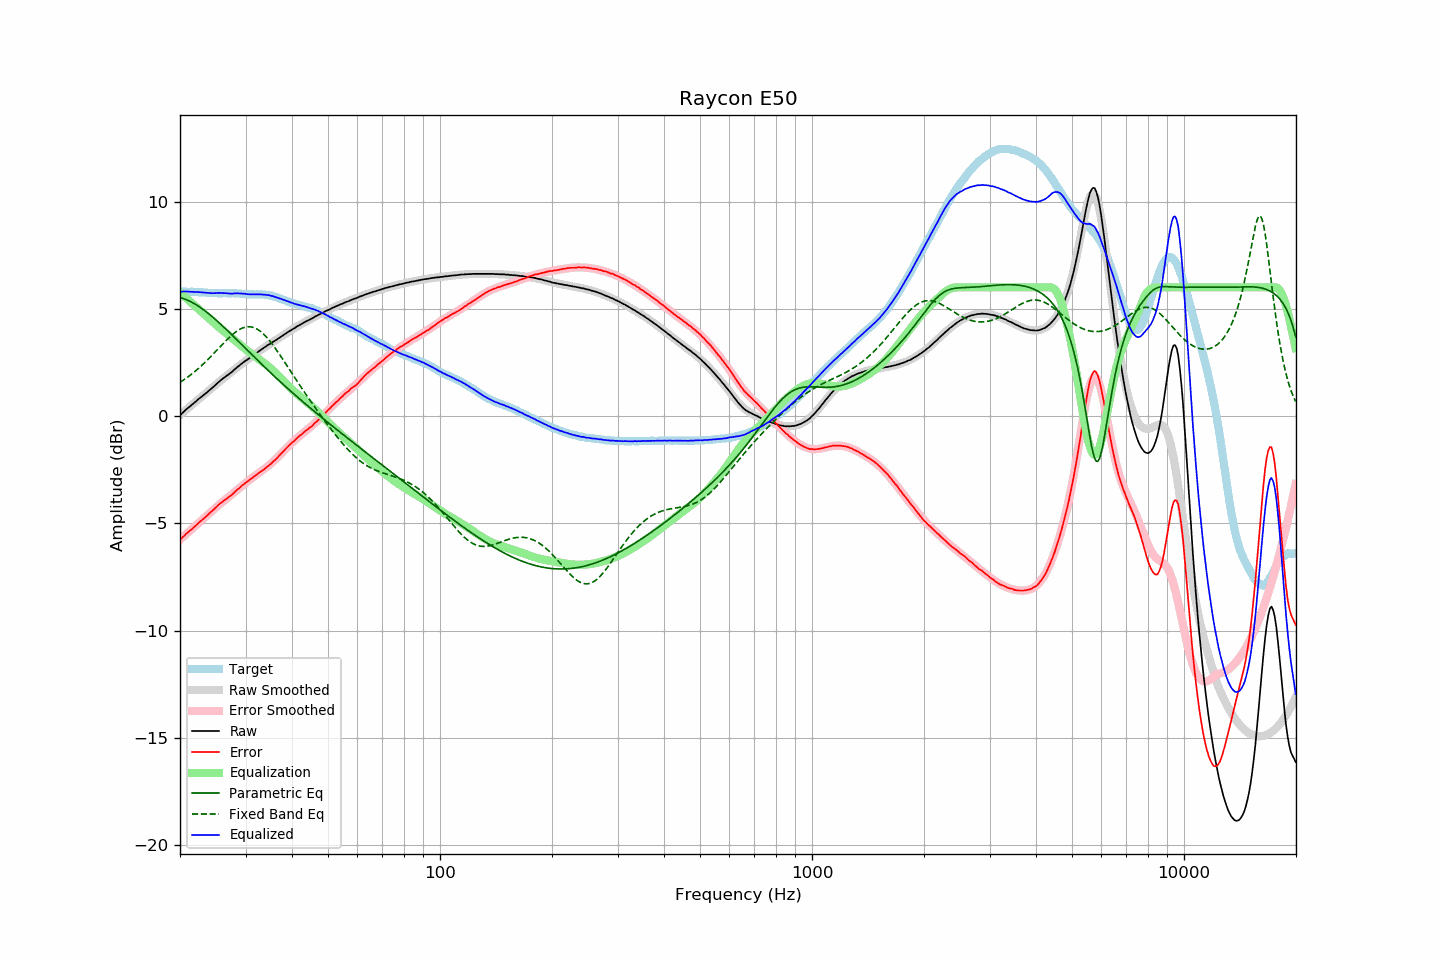 Raycon E50
Amplitude (dBr)
10
5
0
−5
−10
−15
−20
Target
Raw Smoothed
Error Smoothed
Raw
Error
Equalization
Parametric Eq
Fixed Band Eq
Equalized
100 1000 10000
Frequency (Hz)